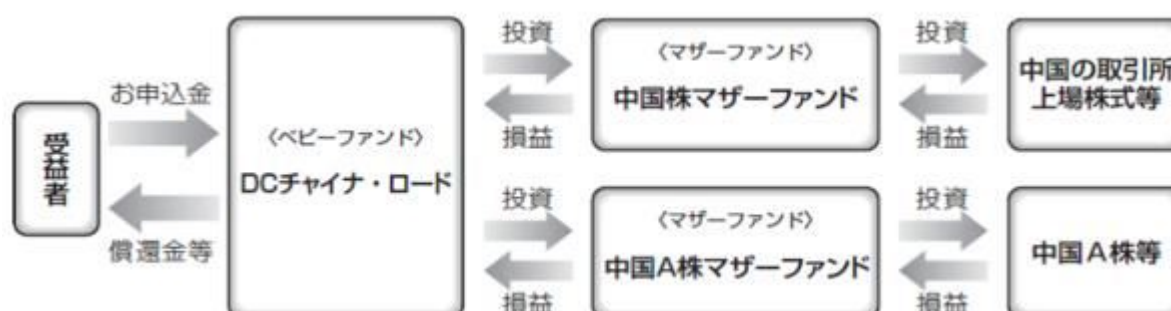 受益者
お申込金
償還金等
〈ベビーファンド〉
DCチャイナ・ロード
投資
損益
〈マザーファンド〉
中国株マザーファンド
投資
損益
中国の取引所
上場株式等
投資
損益
〈マザーファンド〉
中国A株マザーファンド
投資
損益
中国A株等